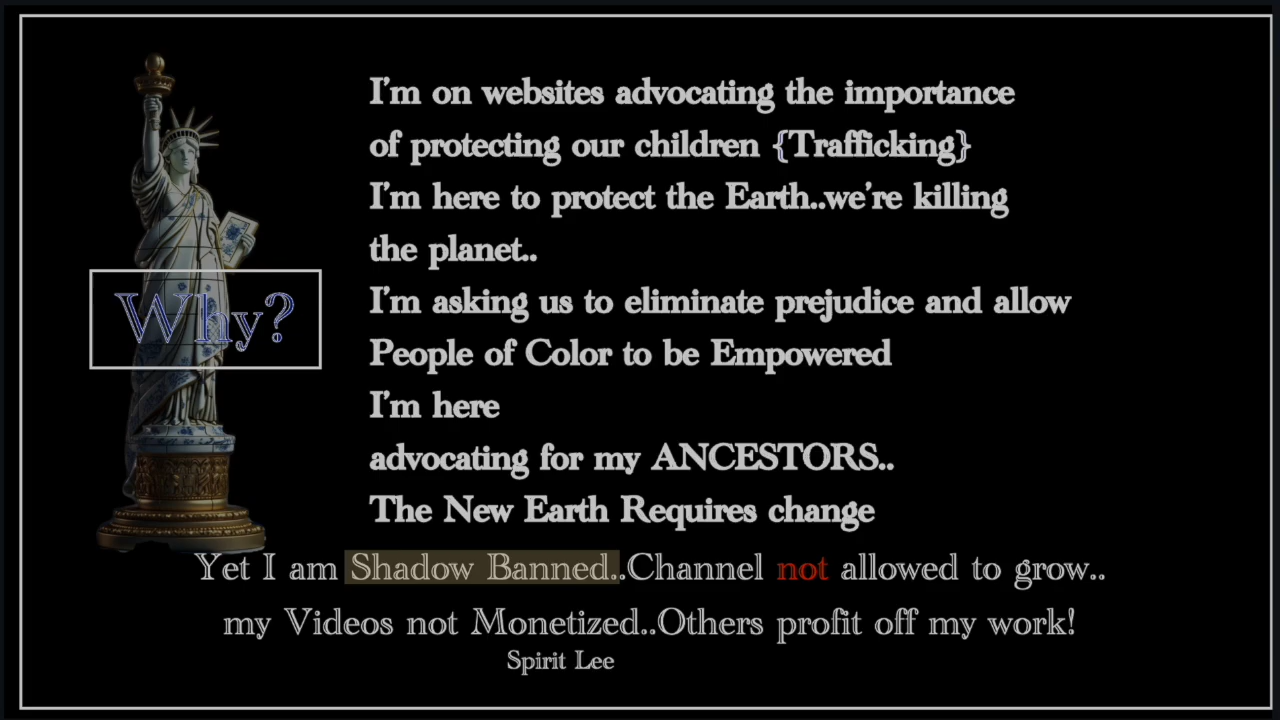 I'm on websites advocating the importance
of protecting our children {Trafficking}
I'm here to protect the Earth..we're killing
the planet..
Why?
I'm asking us to eliminate prejudice and allow
People of Color to be Empowered
I'm here
advocating for my ANCESTORS..
The New Earth Requires change
Yet I am Shadow Banned..Channel not allowed to grow..
my Videos not Monetized..Others profit off my work!
Spirit Lee